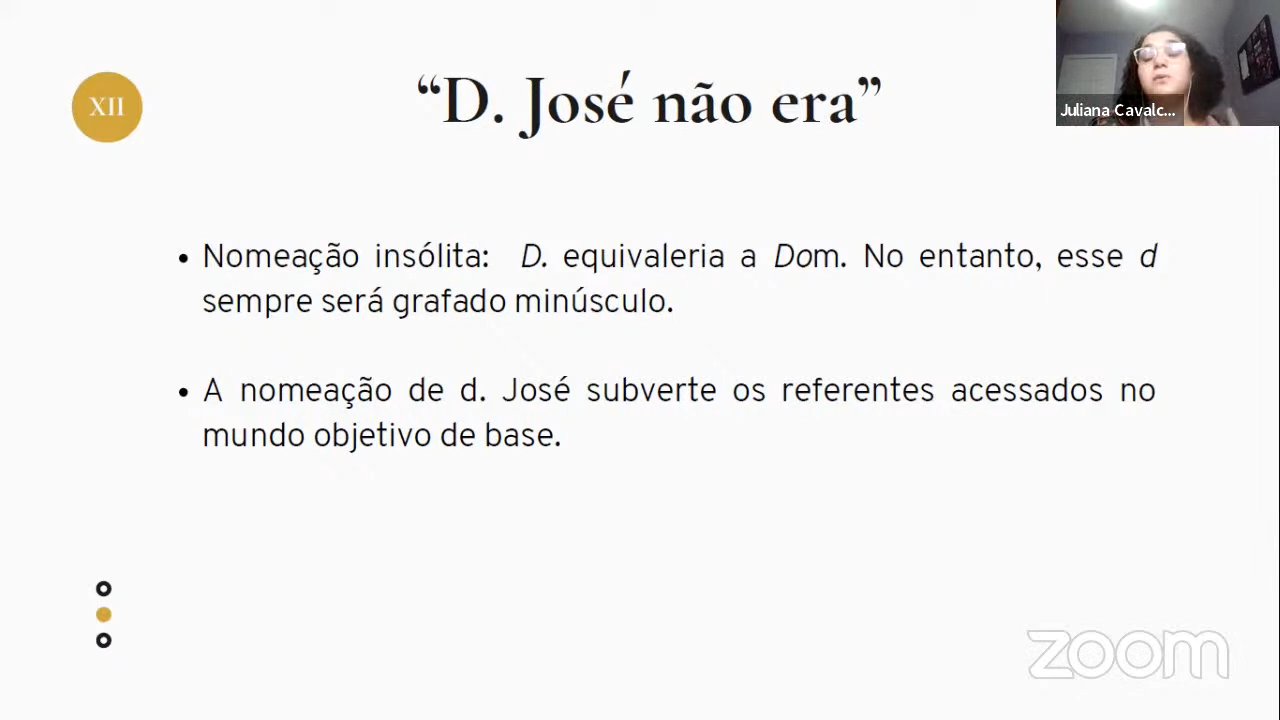 XII
“D. José não era”
Juliana Cavalc...
• Nomeação insólita: D. equivaleria a Dom. No entanto, esse d
sempre será grafado minúsculo.
• A nomeação de d. José subverte os referentes acessados no
mundo objetivo de base.
zoom